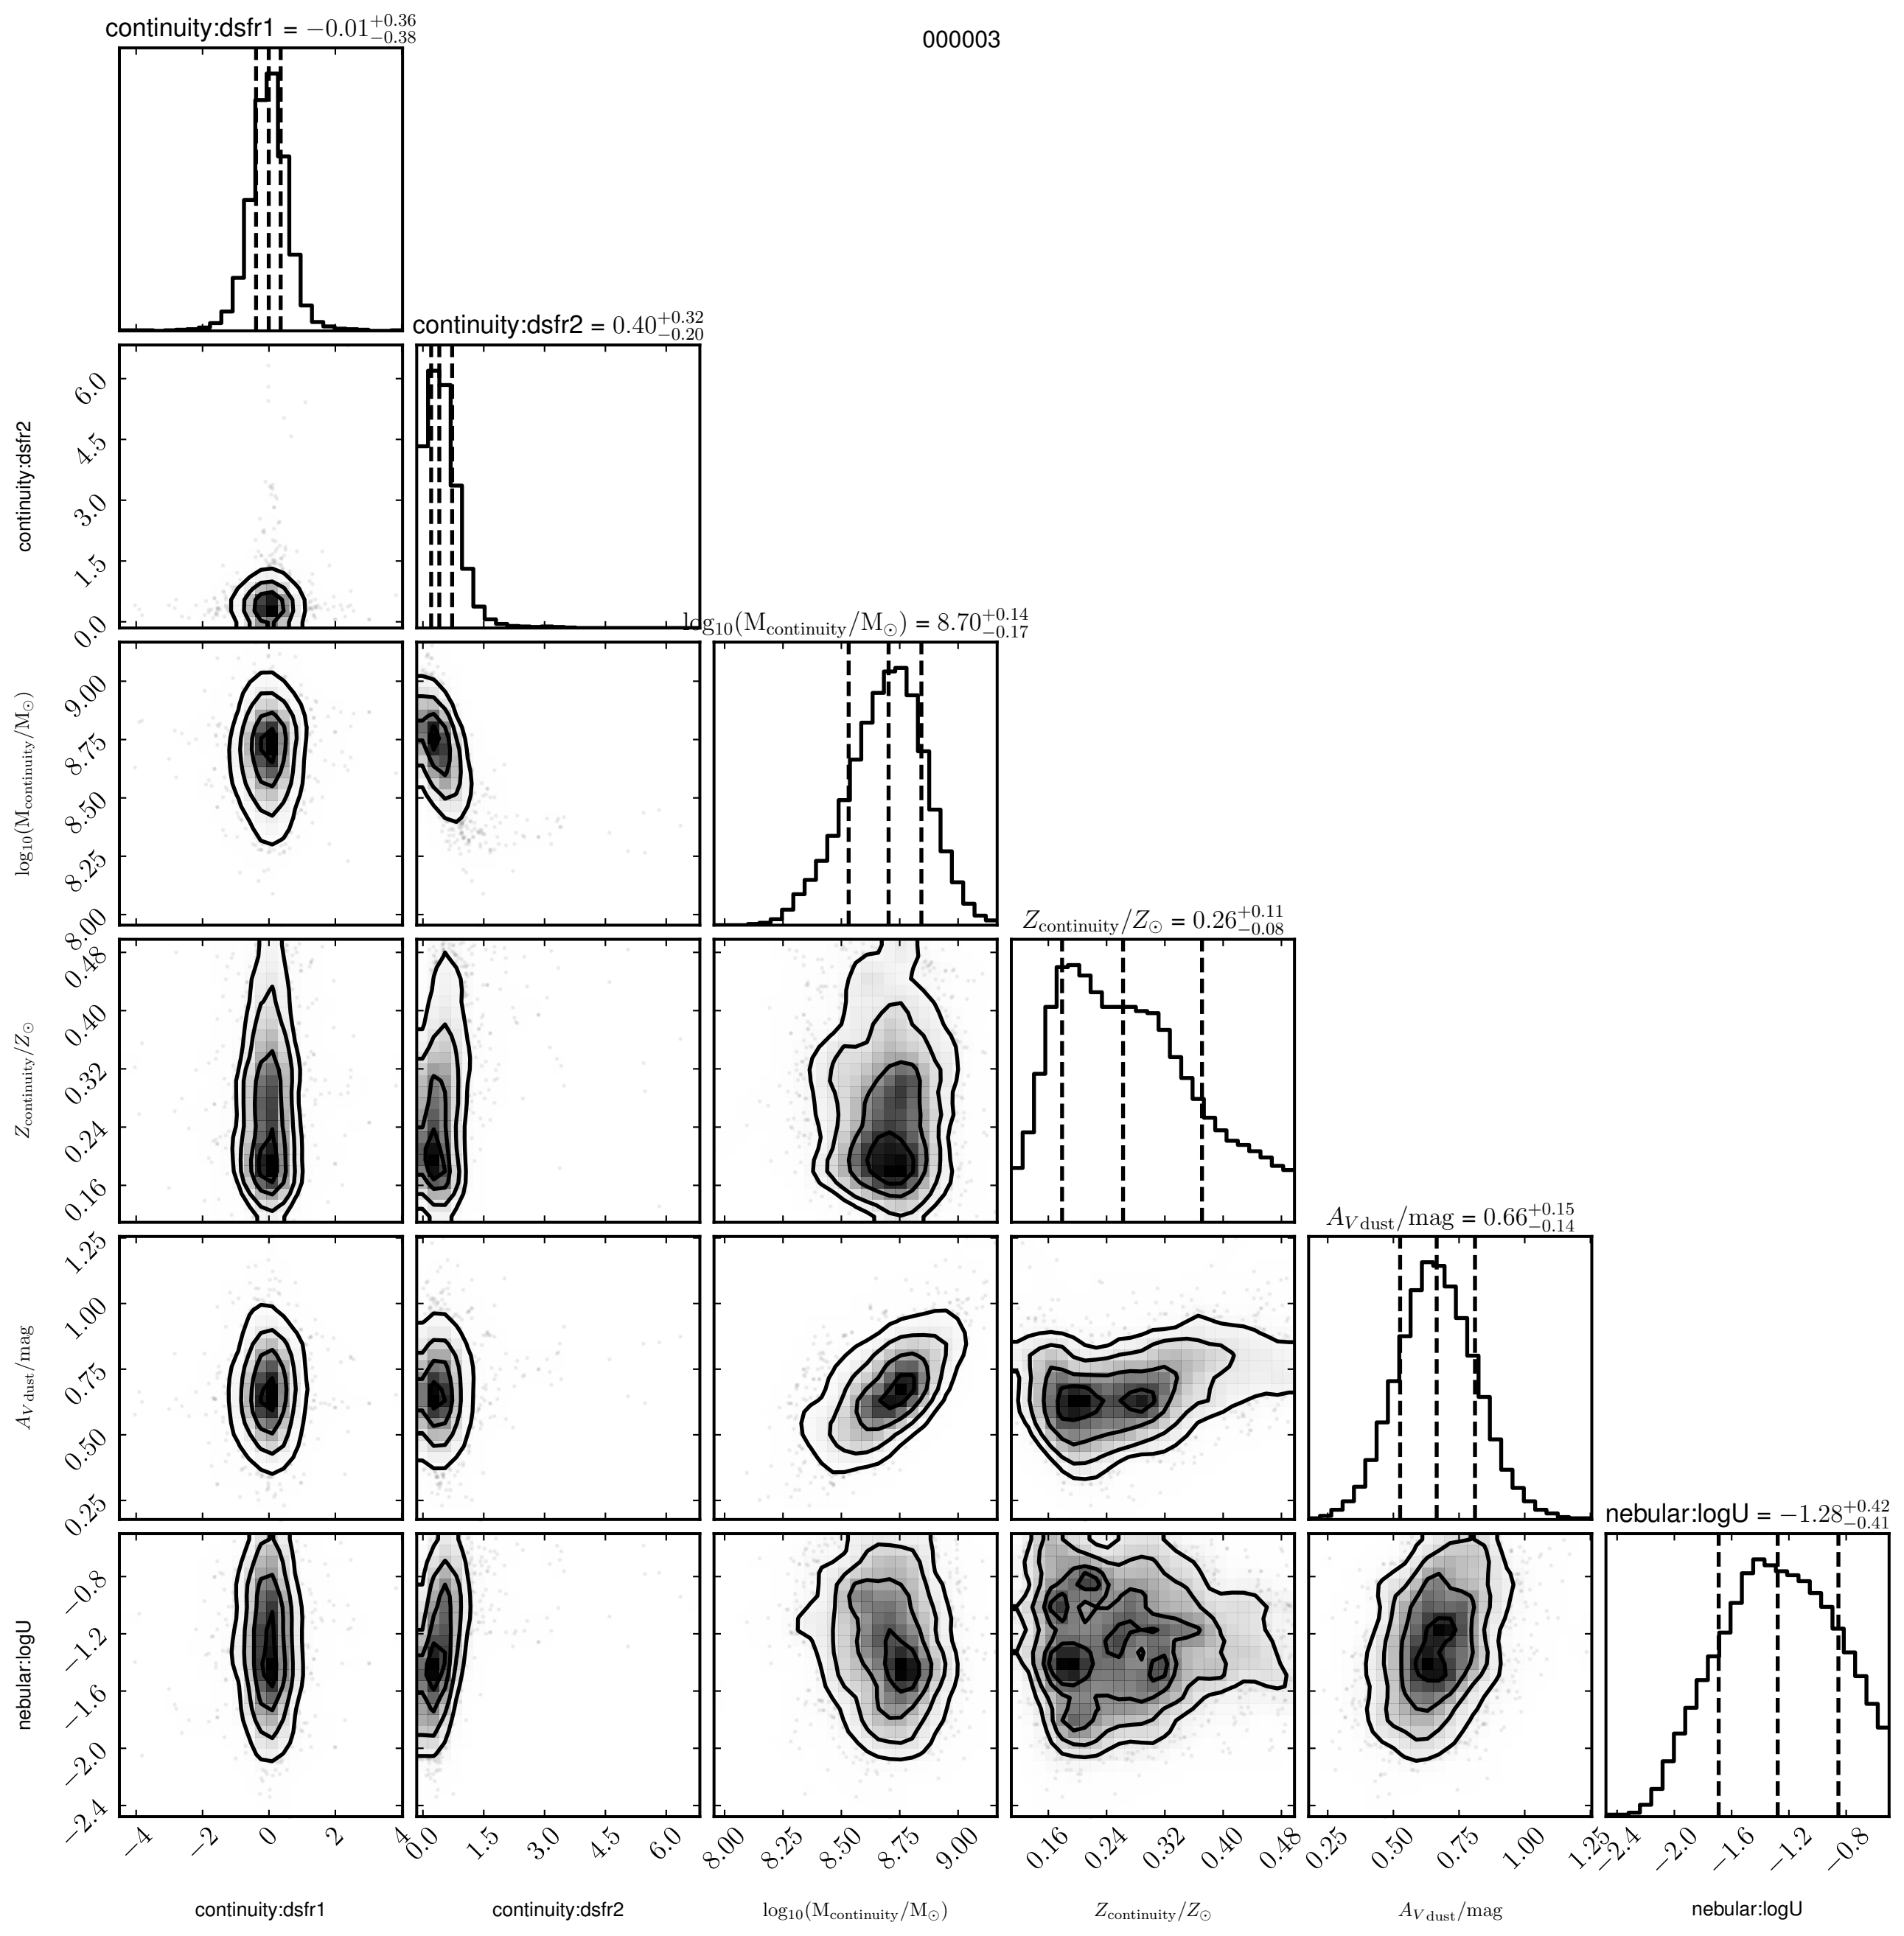 continuity:dsfr1 = −0.01+0.36−0.38
000003
continuity:dsfr2 = 0.40+0.32−0.20
continuity:dsfr2
6.0
4.5
3.0
1.5
0.0
log10(Mcontinuity/M⊙) = 8.70+0.14−0.17
log10(Mcontinuity/M⊙)
9.00
8.75
8.50
8.25
8.00
Zcontinuity/Z⊙ = 0.26+0.11−0.08
Zcontinuity/Z⊙
0.48
0.40
0.32
0.24
0.16
AV dust/mag = 0.66+0.15−0.14
AV dust/mag
1.25
1.00
0.75
0.50
0.25
nebular:logU = −1.28+0.42−0.41
nebular:logU
−0.8
−1.2
−1.6
−2.0
−2.4
−4 −2 0 2 4 0.0 1.5 3.0 4.5 6.0 8.00 8.25 8.50 8.75 9.00 0.16 0.24 0.32 0.40 0.48 0.25 0.50 0.75 1.00 1.25 −2.4 −2.0 −1.6 −1.2 −0.8
continuity:dsfr1 continuity:dsfr2 log10(Mcontinuity/M⊙) Zcontinuity/Z⊙ AV dust/mag nebular:logU